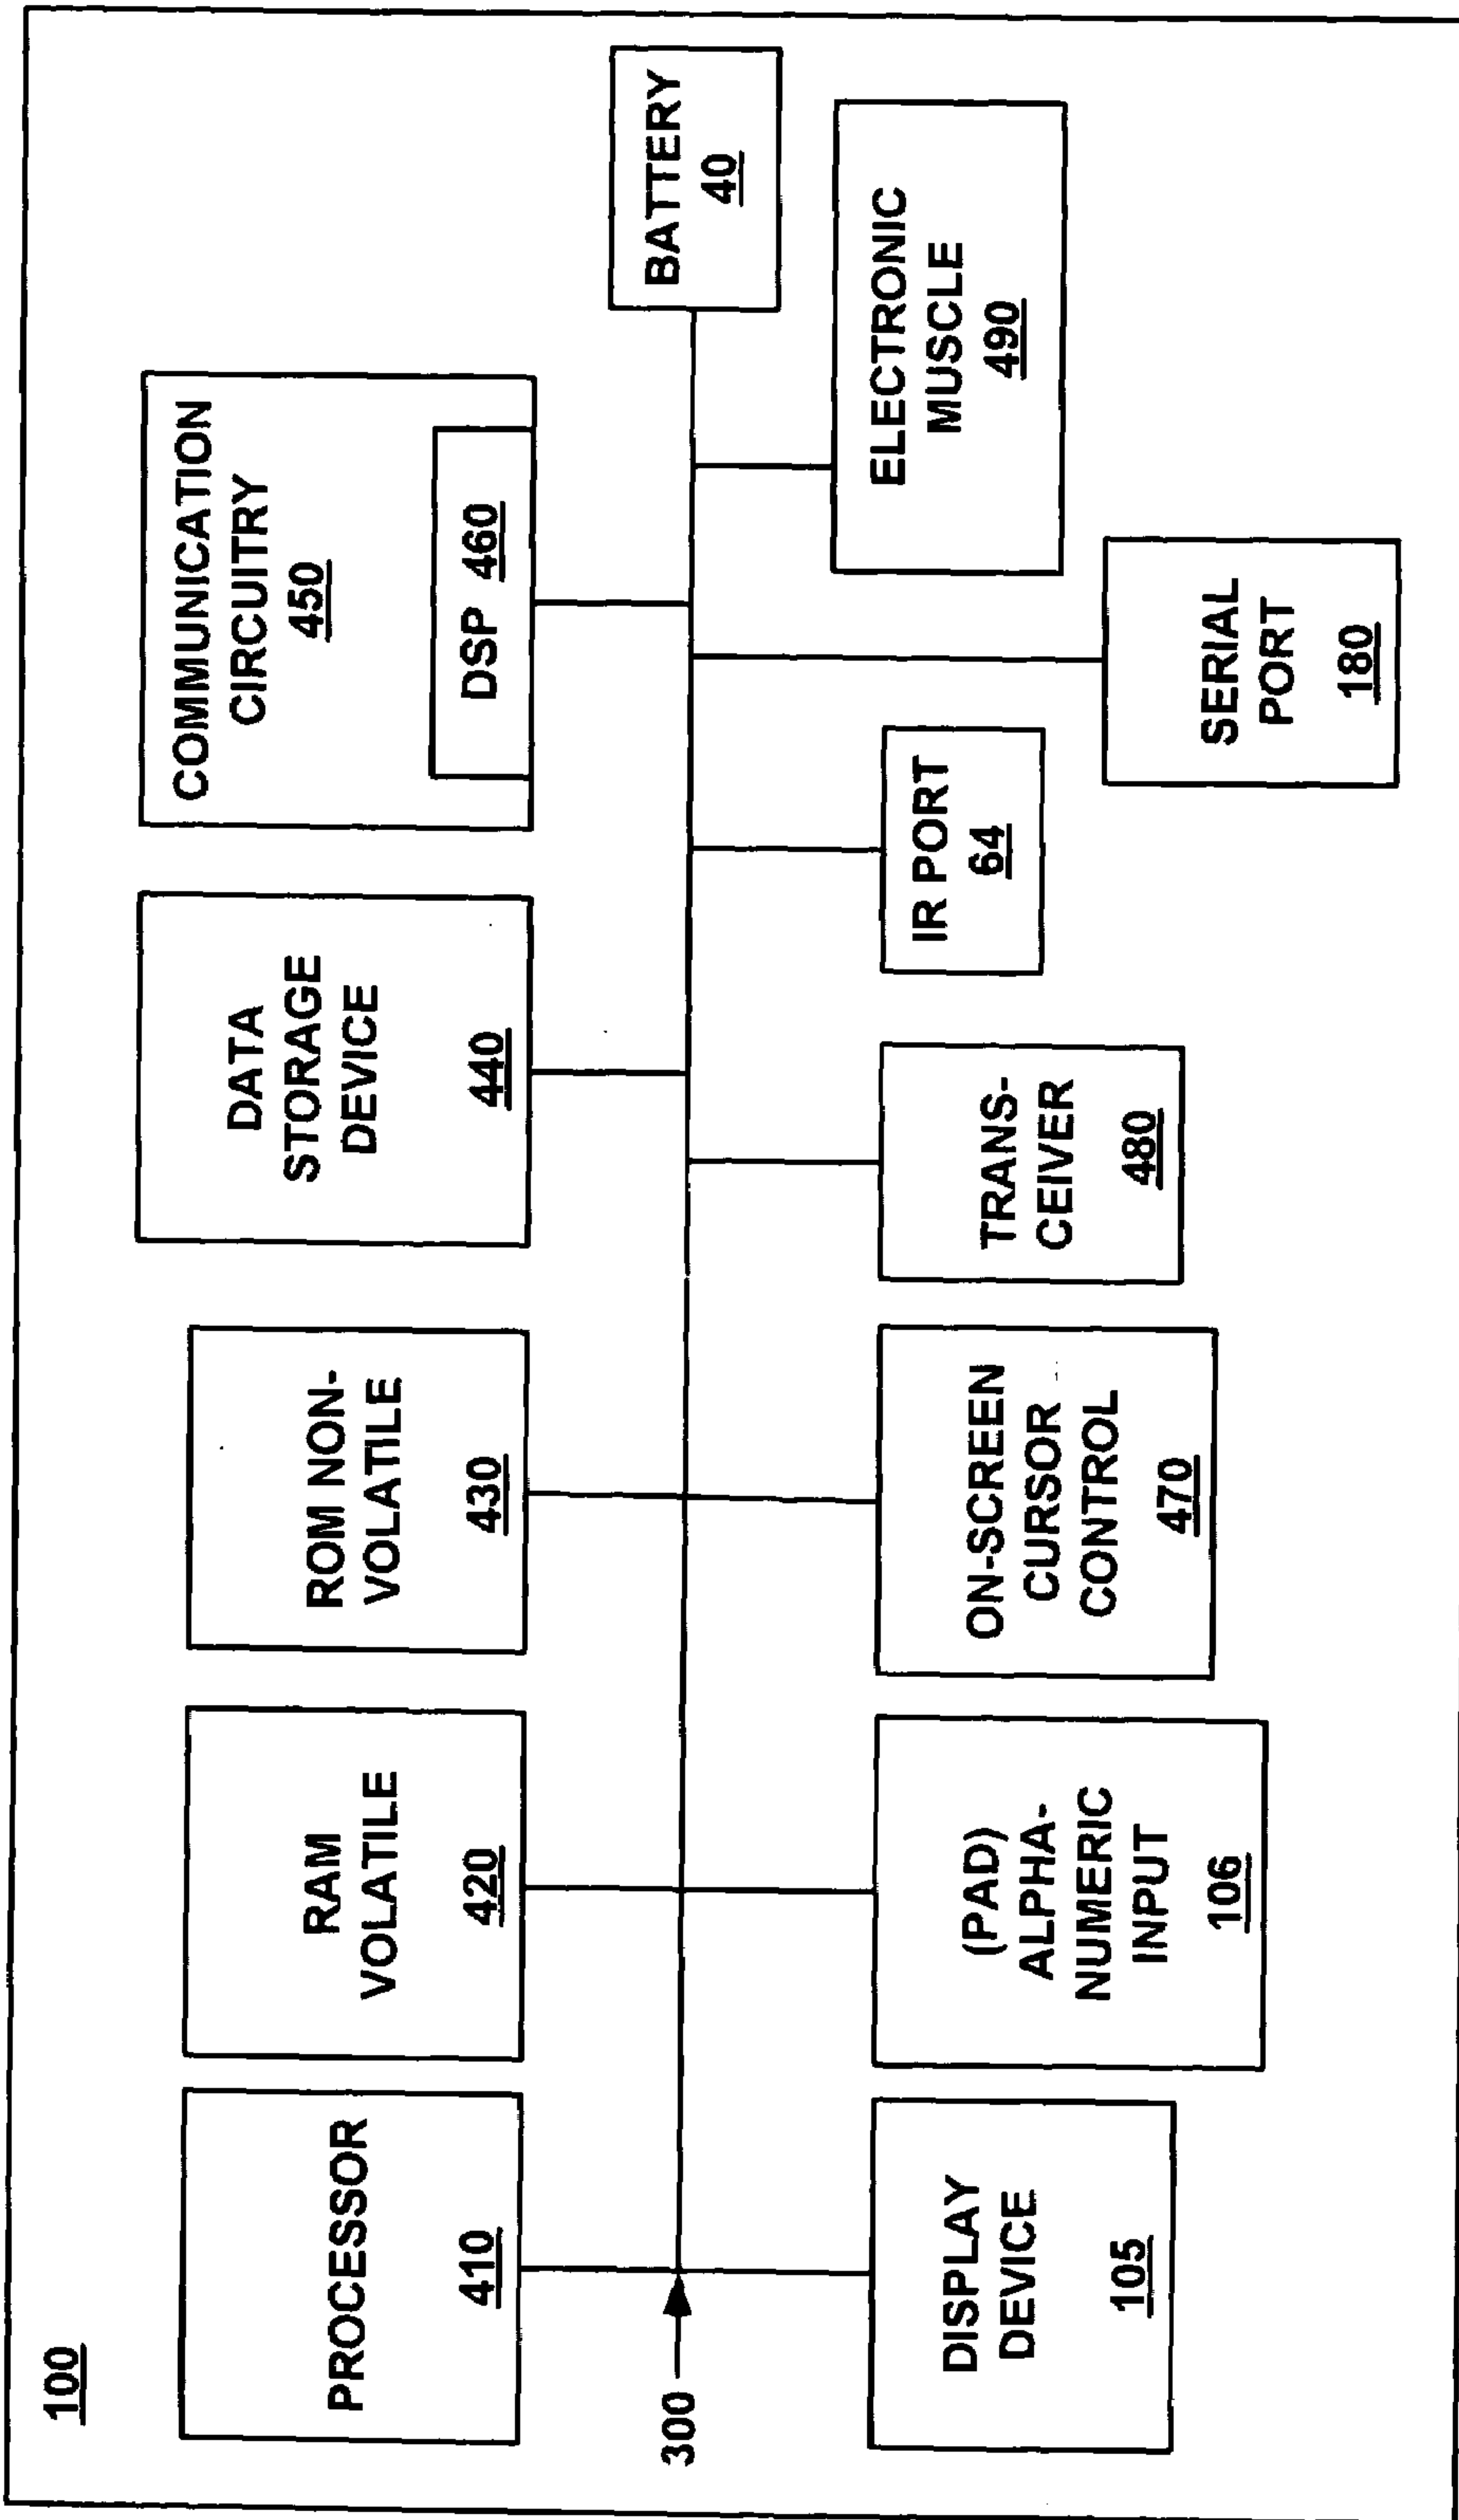 100
PROCESSOR
410
RAM
VOLATILE
420
ROM NON-
VOLATILE
430
DATA
STORAGE
DEVICE
440
COMMUNICATION
CIRCUITRY
450
DSP 460
300
BATTERY
40
DISPLAY
DEVICE
105
(PAD)
ALPHA-
NUMERIC
INPUT
106
ON-SCREEN
CURSOR
CONTROL
470
TRANS-
CEIVER
480
IR PORT
64
SERIAL
PORT
180
ELECTRONIC
MUSCLE
490